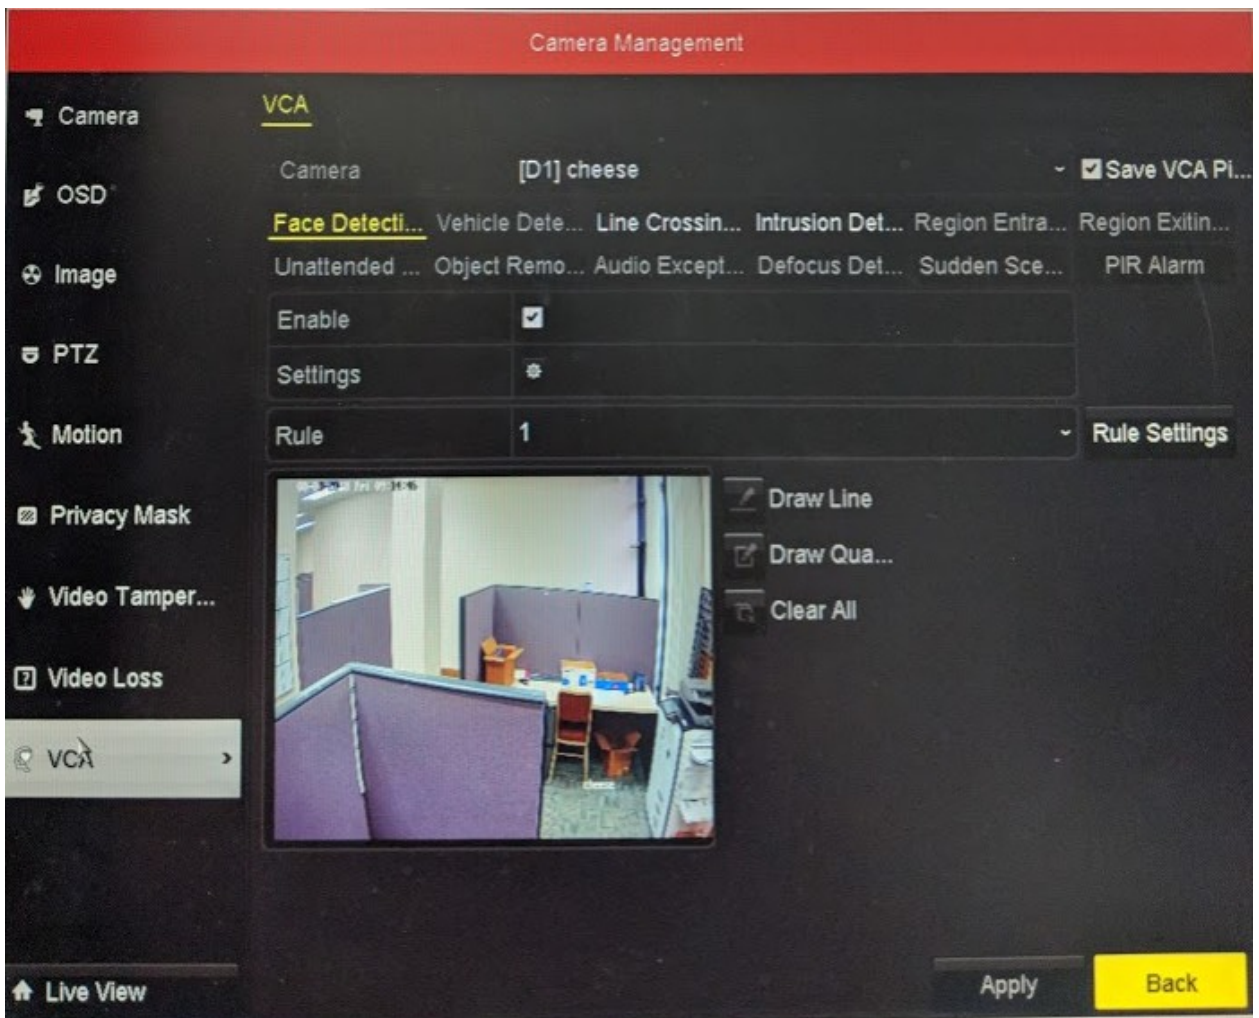 Camera Management
Camera
OSD
Image
PTZ
Motion
Privacy Mask
Video Tamper...
Video Loss
VCA
Live View
VCA
Camera [D1] cheese Save VCA Pi...
Face Detecti... Vehicle Dete... Line Crossin... Intrusion Det... Region Entra... Region Exitin...
Unattended ... Object Remo... Audio Except... Defocus Det... Sudden Sce... PIR Alarm
Enable
Settings
Rule 1 Rule Settings
Fri
Draw Line
Draw Qua...
Clear All
cheese
Apply Back